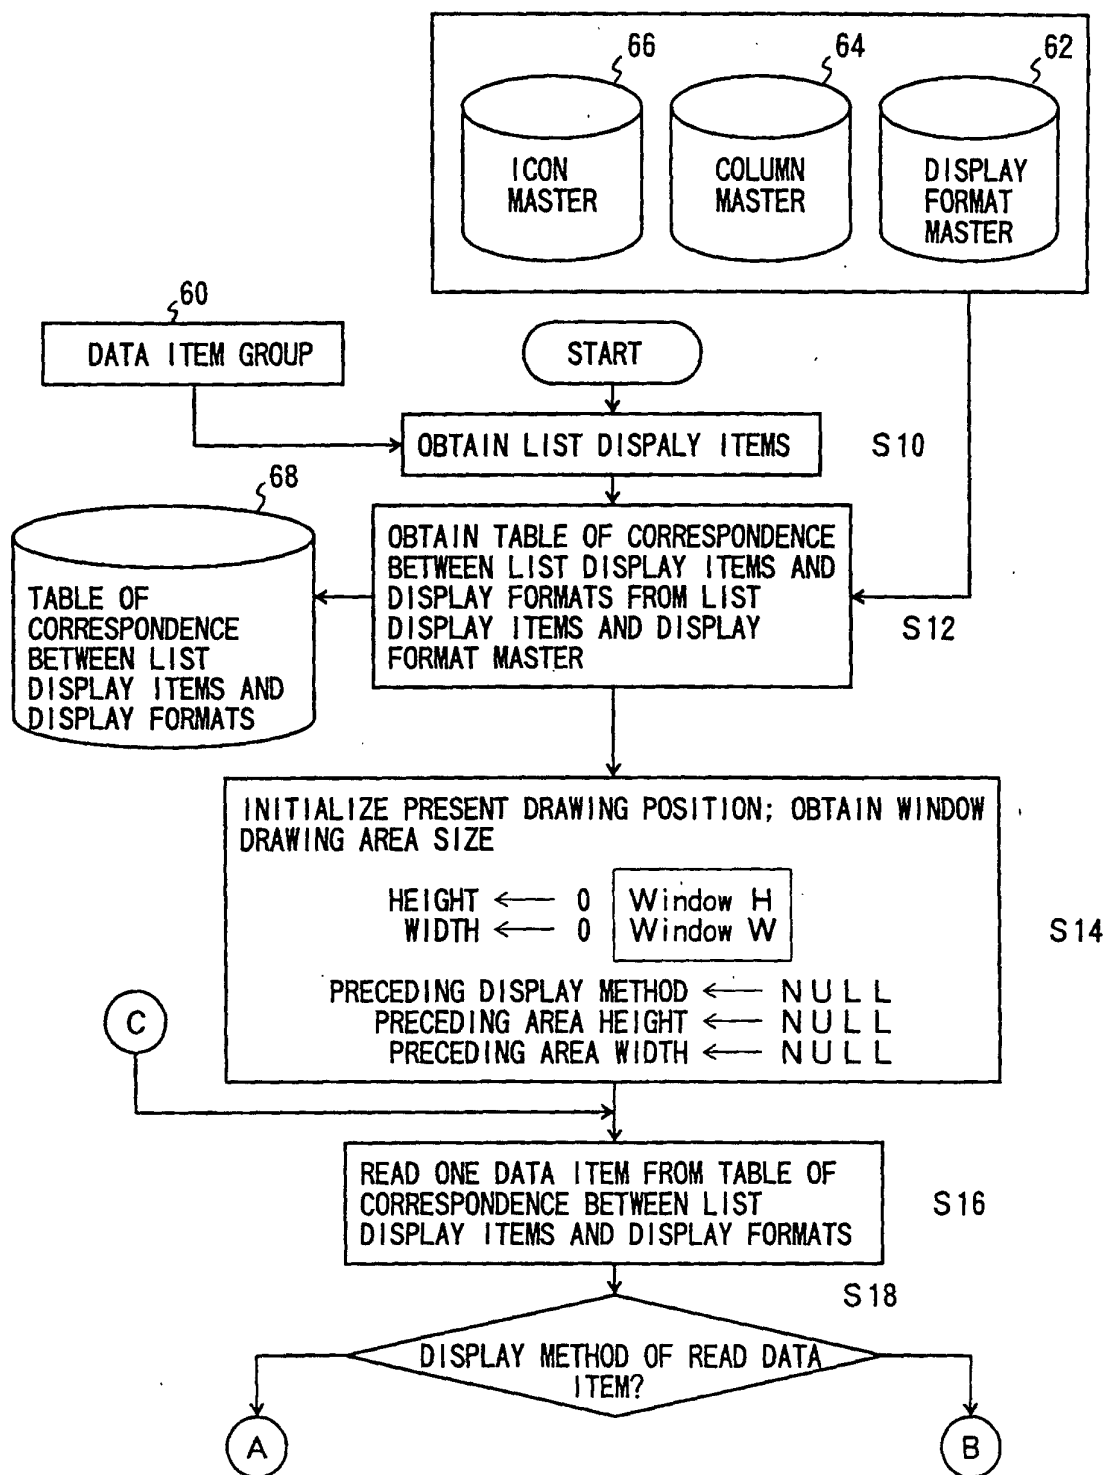 66
64
62
ICON
MASTER
COLUMN
MASTER
DISPLAY
FORMAT
MASTER
60
DATA ITEM GROUP
START
OBTAIN LIST DISPALY ITEMS
S10
68
TABLE OF
CORRESPONDENCE
BETWEEN LIST
DISPLAY ITEMS AND
DISPLAY FORMATS
OBTAIN TABLE OF CORRESPONDENCE
BETWEEN LIST DISPLAY ITEMS AND
DISPLAY FORMATS FROM LIST
DISPLAY ITEMS AND DISPLAY
FORMAT MASTER
S12
INITIALIZE PRESENT DRAWING POSITION; OBTAIN WINDOW
DRAWING AREA SIZE
HEIGHT ← 0 Window H
WIDTH ← 0 Window W
PRECEDING DISPLAY METHOD ← NULL
PRECEDING AREA HEIGHT ← NULL
PRECEDING AREA WIDTH ← NULL
S14
C
READ ONE DATA ITEM FROM TABLE OF
CORRESPONDENCE BETWEEN LIST
DISPLAY ITEMS AND DISPLAY FORMATS
S16
S18
DISPLAY METHOD OF READ DATA
ITEM?
A
B